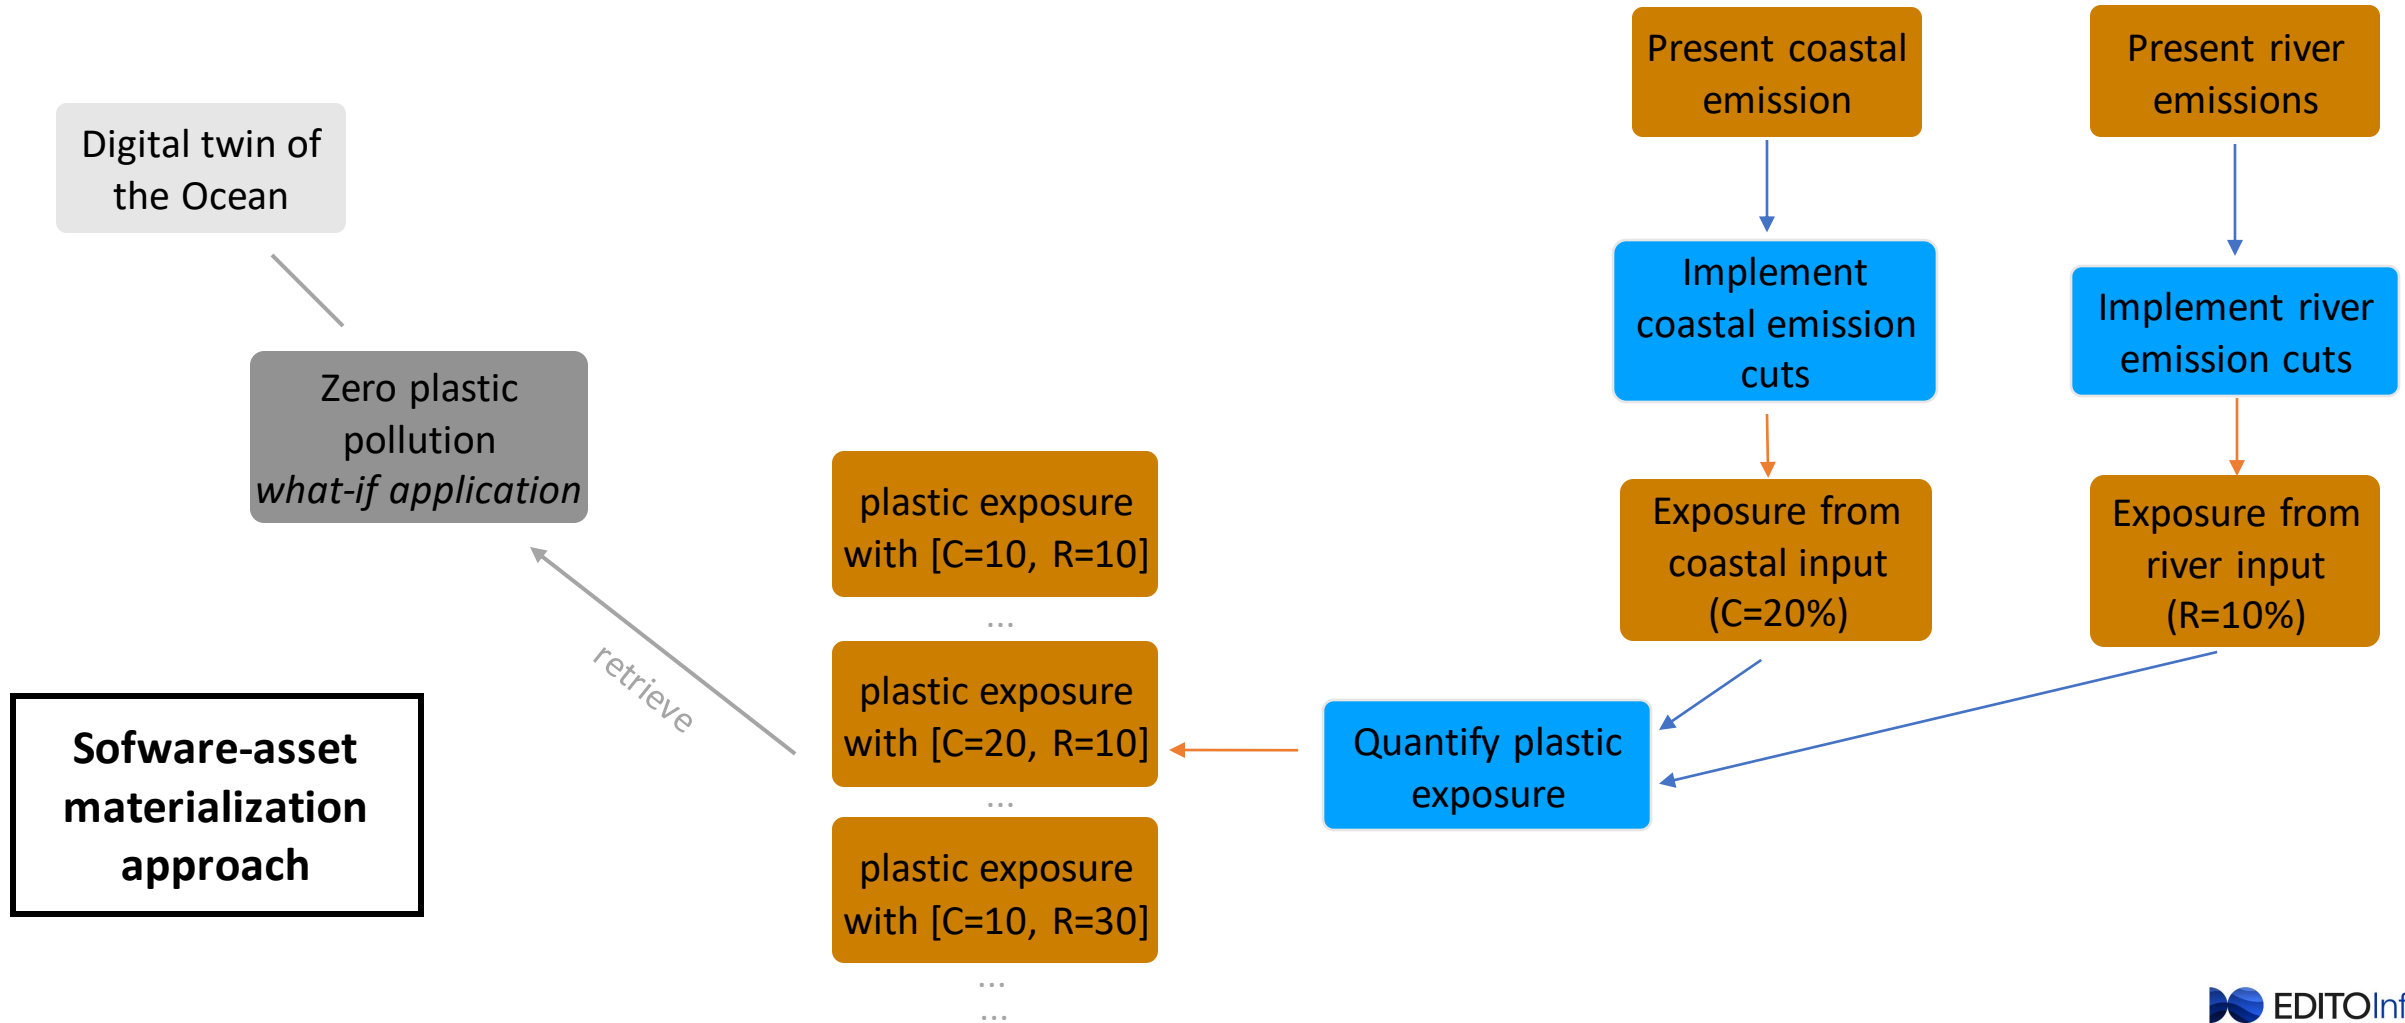 Present coastal
emission
Present river
emissions
Digital twin of
the Ocean
Implement
coastal emission
cuts
Implement river
emission cuts
Zero plastic
pollution
what-if application
plastic exposure
with [C=10, R=10]
...
plastic exposure
with [C=20, R=10]
...
plastic exposure
with [C=10, R=30]
...
...
Exposure from
coastal input
(C=20%)
Exposure from
river input
(R=10%)
retrieve
Quantify plastic
exposure
Sofware-asset
materialization
approach
EDITOInf